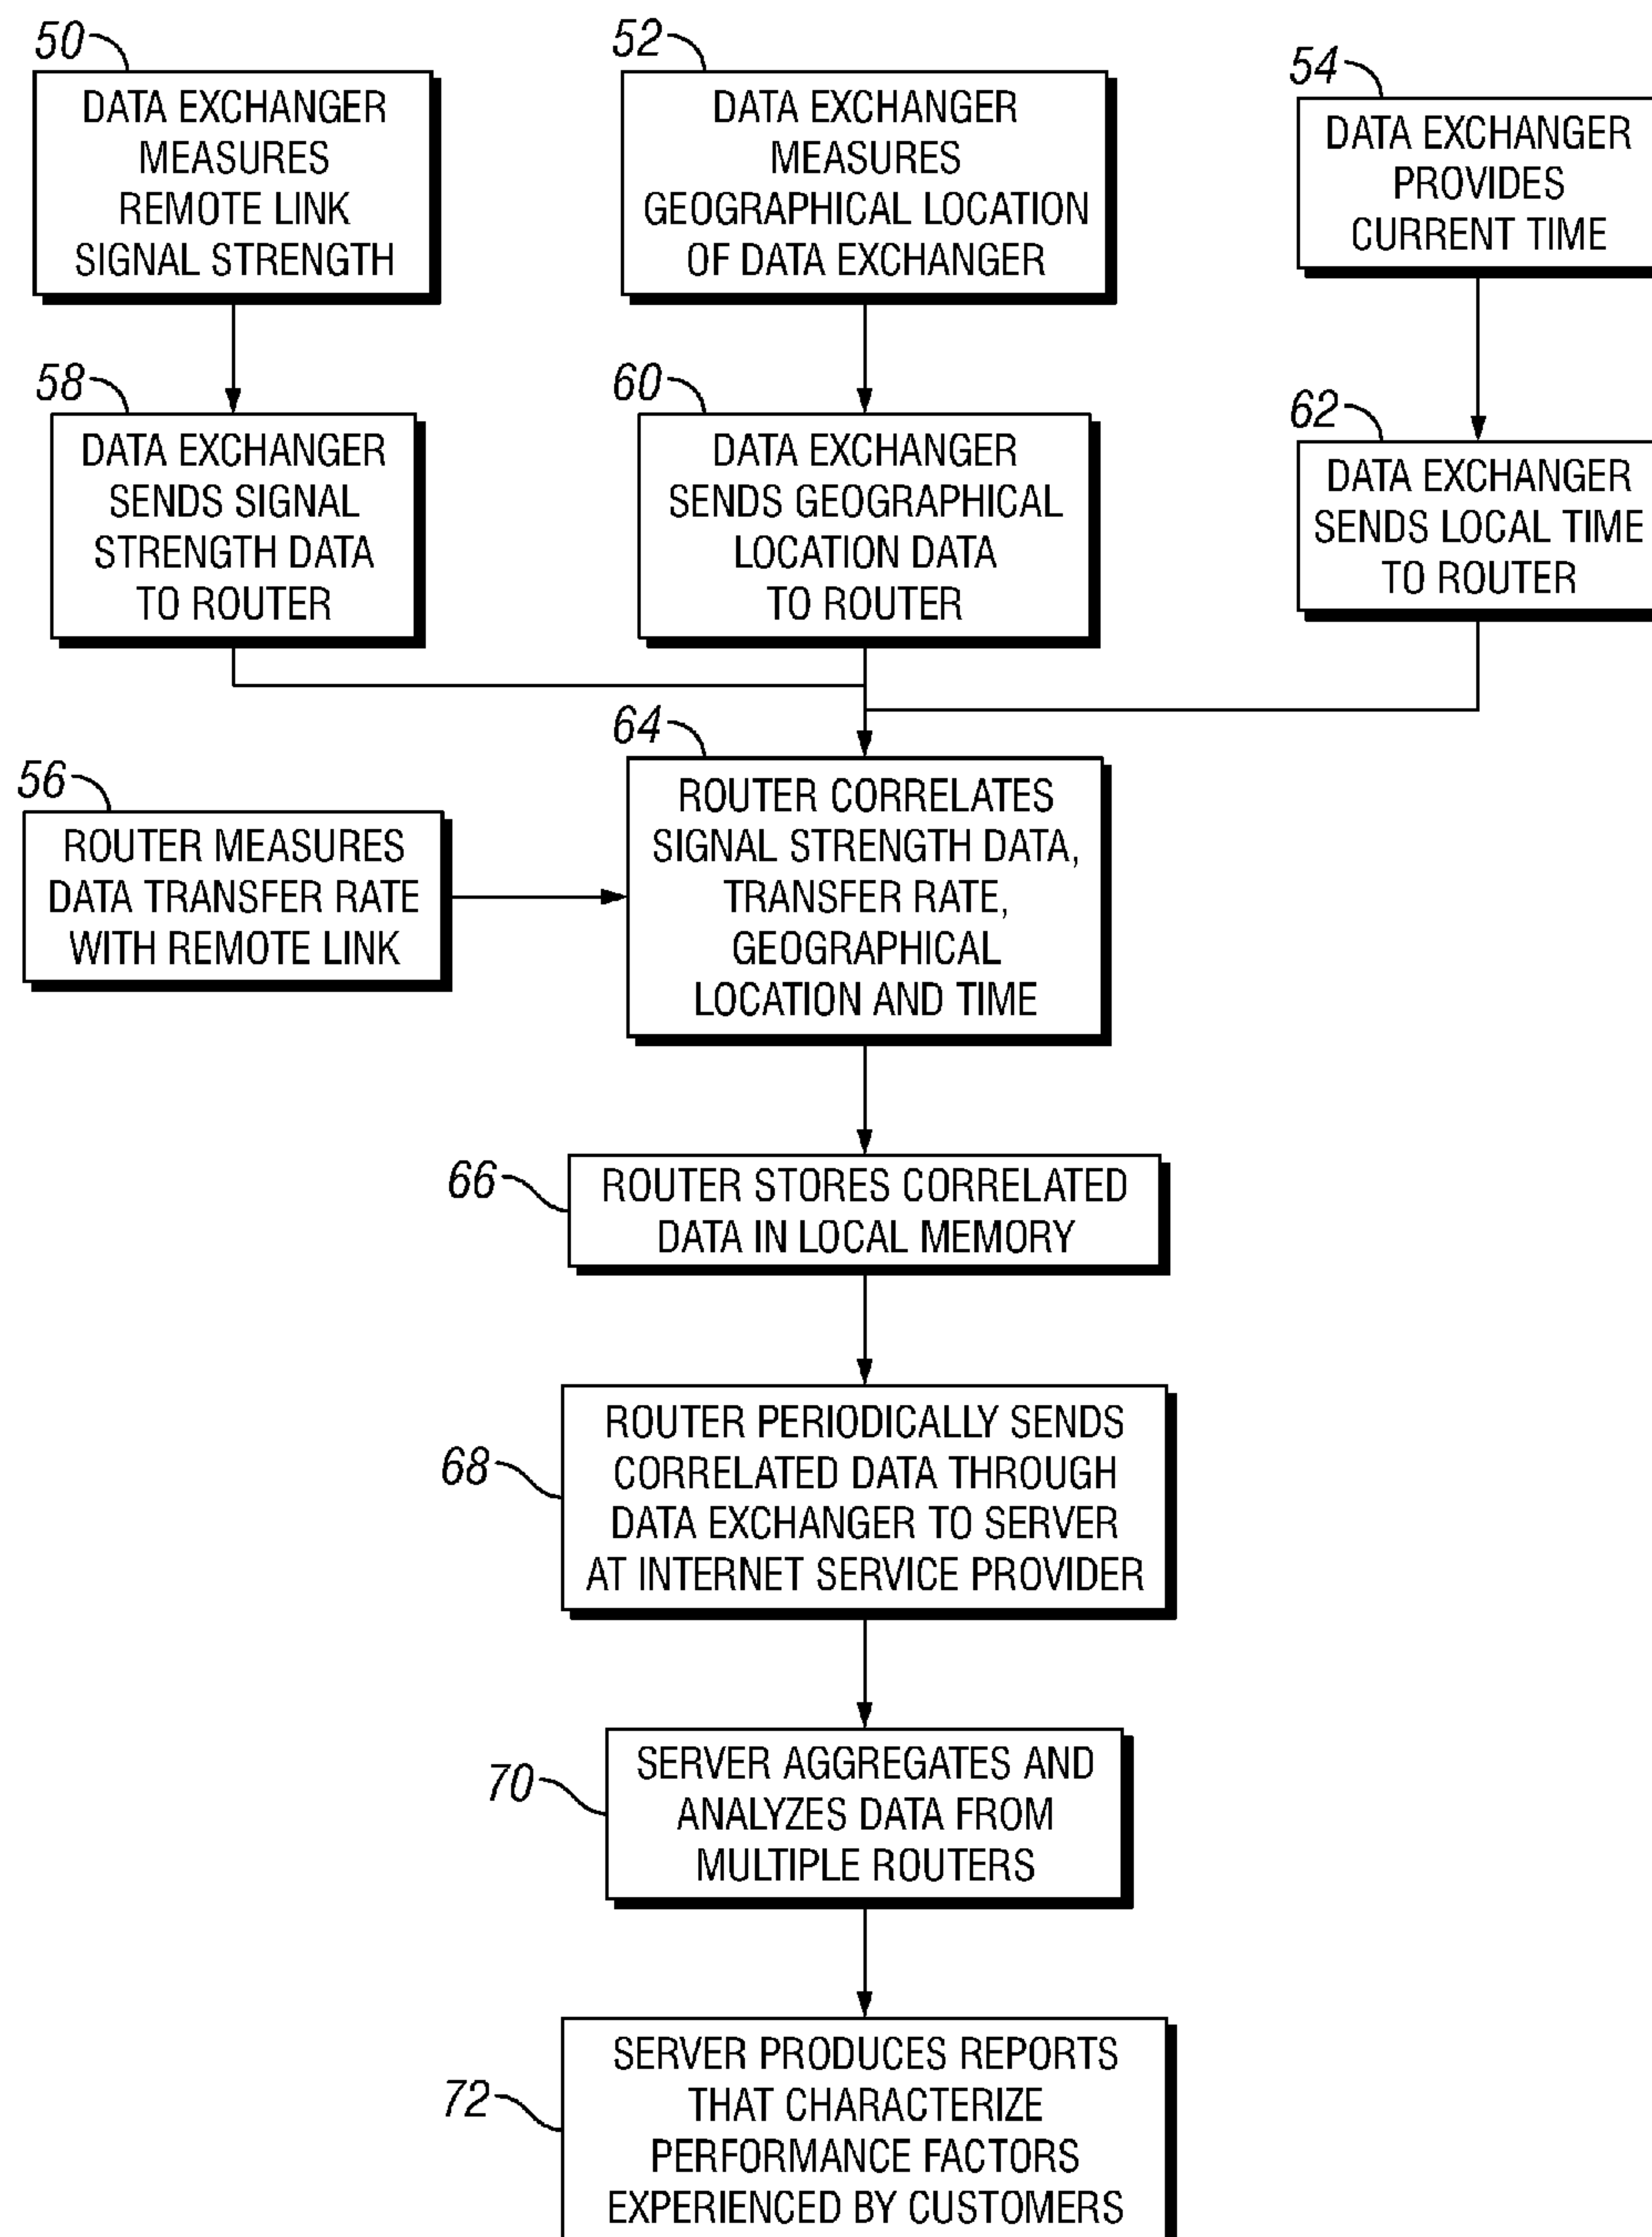 50
DATA EXCHANGER
MEASURES
REMOTE LINK
SIGNAL STRENGTH
52
DATA EXCHANGER
MEASURES
GEOGRAPHICAL LOCATION
OF DATA EXCHANGER
54
DATA EXCHANGER
PROVIDES
CURRENT TIME
58
DATA EXCHANGER
SENDS SIGNAL
STRENGTH DATA
TO ROUTER
60
DATA EXCHANGER
SENDS GEOGRAPHICAL
LOCATION DATA
TO ROUTER
62
DATA EXCHANGER
SENDS LOCAL TIME
TO ROUTER
56
ROUTER MEASURES
DATA TRANSFER RATE
WITH REMOTE LINK
64
ROUTER CORRELATES
SIGNAL STRENGTH DATA,
TRANSFER RATE,
GEOGRAPHICAL
LOCATION AND TIME
66
ROUTER STORES CORRELATED
DATA IN LOCAL MEMORY
68
ROUTER PERIODICALLY SENDS
CORRELATED DATA THROUGH
DATA EXCHANGER TO SERVER
AT INTERNET SERVICE PROVIDER
70
SERVER AGGREGATES AND
ANALYZES DATA FROM
MULTIPLE ROUTERS
72
SERVER PRODUCES REPORTS
THAT CHARACTERIZE
PERFORMANCE FACTORS
EXPERIENCED BY CUSTOMERS